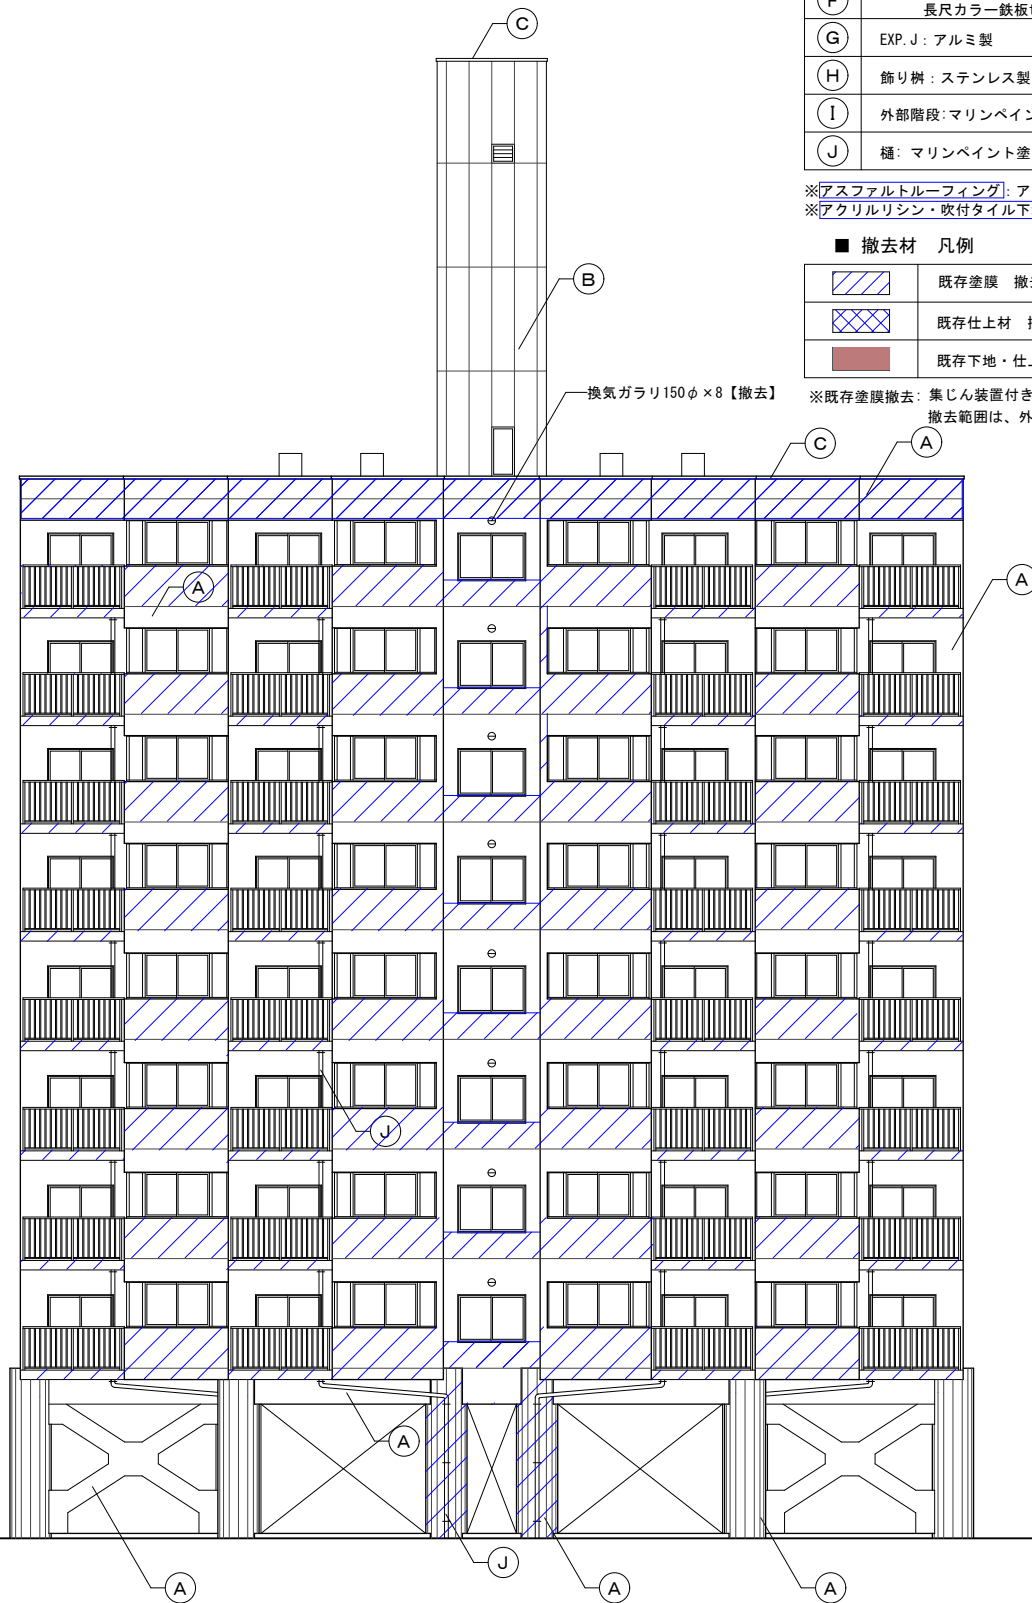 F
長尺カラー鉄板
G EXP.J：アルミ製
H 飾り桝：ステンレス製
I 外部階段：マリンペイン
J 樋：マリンペイント塗
※アスファルトルーフィング：ア
※アクリルリシン・吹付タイル下
■ 撤去材 凡例
既存塗膜 撤
既存仕上材
既存下地・仕
※既存塗膜撤去：集じん装置付き
撤去範囲は、外
C
B
換気ガラリ150φ×8【撤去】
C
A
A
A
J
A
J
A
A
A